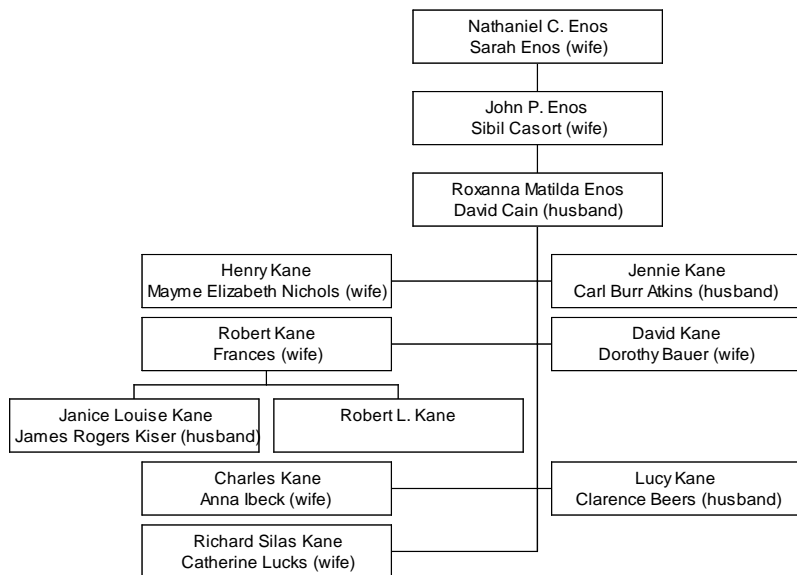 Nathaniel C. Enos
Sarah Enos (wife)
John P. Enos
Sibil Casort (wife)
Roxanna Matilda Enos
David Cain (husband)
Henry Kane
Mayme Elizabeth Nichols (wife)
Jennie Kane
Carl Burr Atkins (husband)
Robert Kane
Frances (wife)
David Kane
Dorothy Bauer (wife)
Janice Louise Kane
James Rogers Kiser (husband)
Robert L. Kane
Charles Kane
Anna Ibeck (wife)
Lucy Kane
Clarence Beers (husband)
Richard Silas Kane
Catherine Lucks (wife)